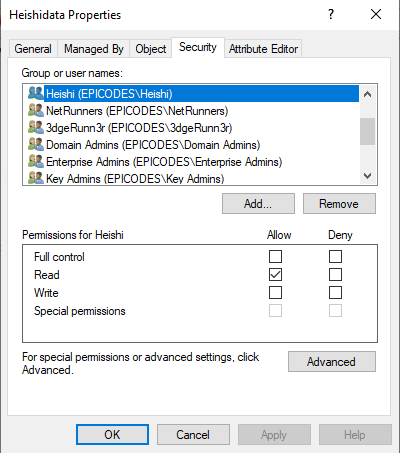 Heishidata Properties
General Managed By Object Security Attribute Editor
Group or user names:
Heishi (EPICODES\Heishi)
NetRunners (EPICODES\NetRunners)
3dgeRunn3r (EPICODES\3dgeRunn3r)
Domain Admins (EPICODES\Domain Admins)
Enterprise Admins (EPICODES\Enterprise Admins)
Key Admins (EPICODES\Key Admins)
Add... Remove
Permissions for Heishi Allow Deny
Full control
Read
Write
Special permissions
For special permissions or advanced settings, click
Advanced.
Advanced
OK Cancel Apply Help